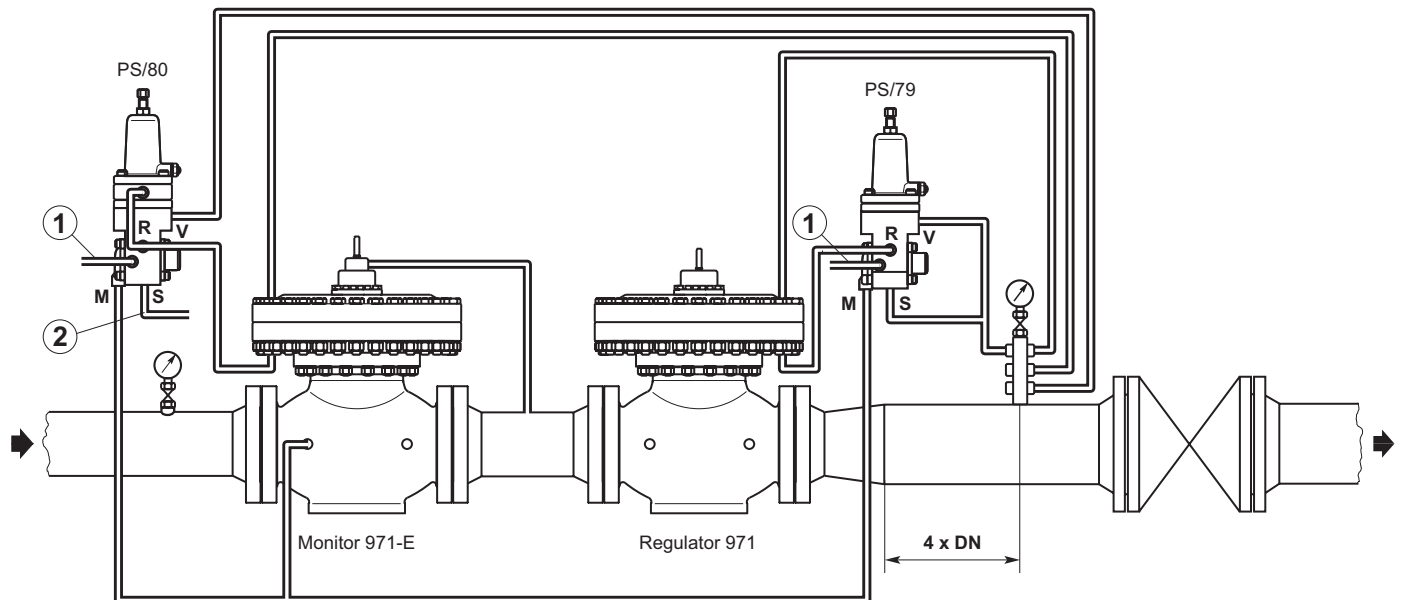 PS/80
PS/79
1
R
V
M
S
2
1
R
V
M
S
Monitor 971-E
Regulator 971
4 x DN